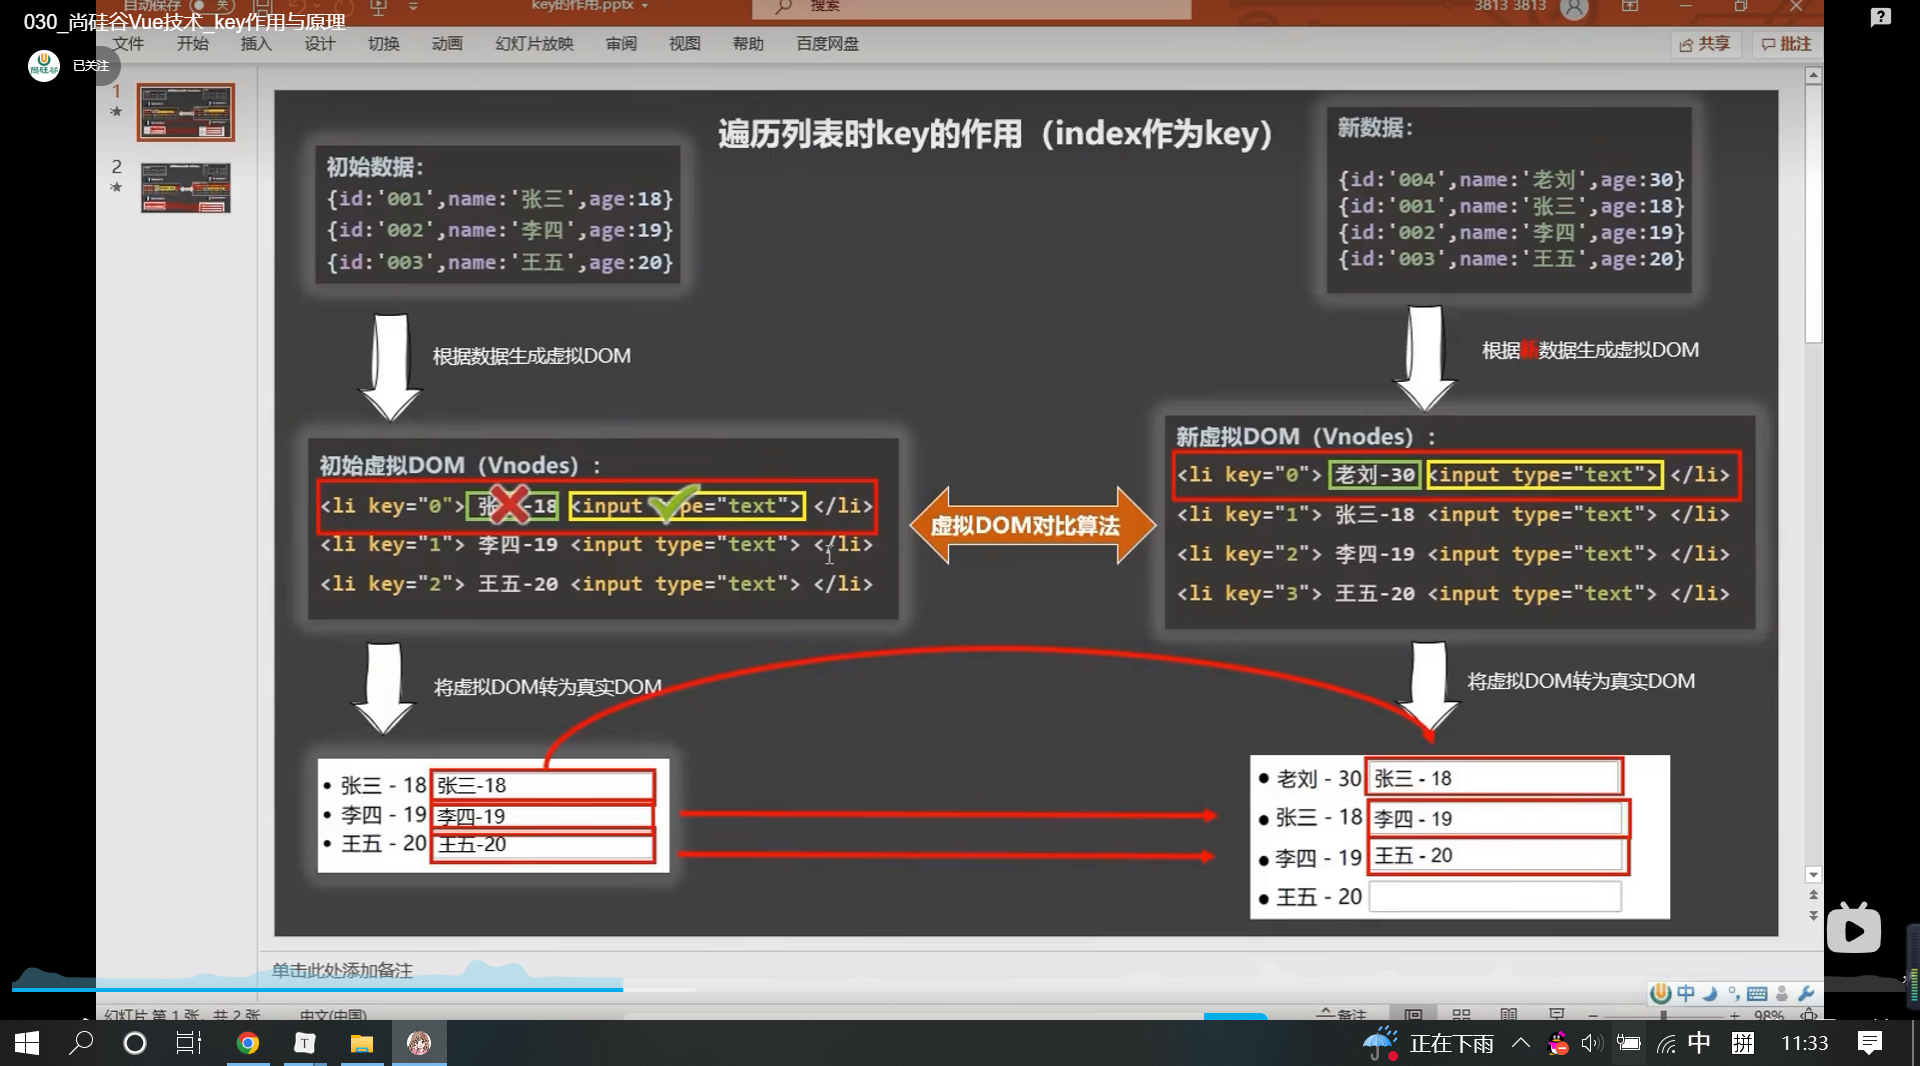 自动保存 关
key的作用.pptx
搜索
3813 3813
030_尚硅谷Vue技术_key作用与原理
文件 开始 插入 设计 切换 动画 幻灯片放映 审阅 视图 帮助 百度网盘
共享 批注
尚硅谷
已关注
1
2
遍历列表时key的作用（index作为key）
初始数据：
{id:'001',name:'张三',age:18}
{id:'002',name:'李四',age:19}
{id:'003',name:'王五',age:20}
新数据：
{id:'004',name:'老刘',age:30}
{id:'001',name:'张三',age:18}
{id:'002',name:'李四',age:19}
{id:'003',name:'王五',age:20}
根据数据生成虚拟DOM
根据新数据生成虚拟DOM
初始虚拟DOM（Vnodes）：
<li key="0"> 张三-18 <input type="text"> </li>
<li key="1"> 李四-19 <input type="text"> </li>
<li key="2"> 王五-20 <input type="text"> </li>
虚拟DOM对比算法
新虚拟DOM（Vnodes）：
<li key="0"> 老刘-30 <input type="text"> </li>
<li key="1"> 张三-18 <input type="text"> </li>
<li key="2"> 李四-19 <input type="text"> </li>
<li key="3"> 王五-20 <input type="text"> </li>
将虚拟DOM转为真实DOM
将虚拟DOM转为真实DOM
• 张三 - 18 张三-18
• 李四 - 19 李四-19
• 王五 - 20 王五-20
• 老刘 - 30 张三 - 18
• 张三 - 18 李四 - 19
• 李四 - 19 王五 - 20
• 王五 - 20
单击此处添加备注
中
幻灯片 第 1 张，共 2 张 中文(中国)
备注
98%
正在下雨
中
拼
11:33